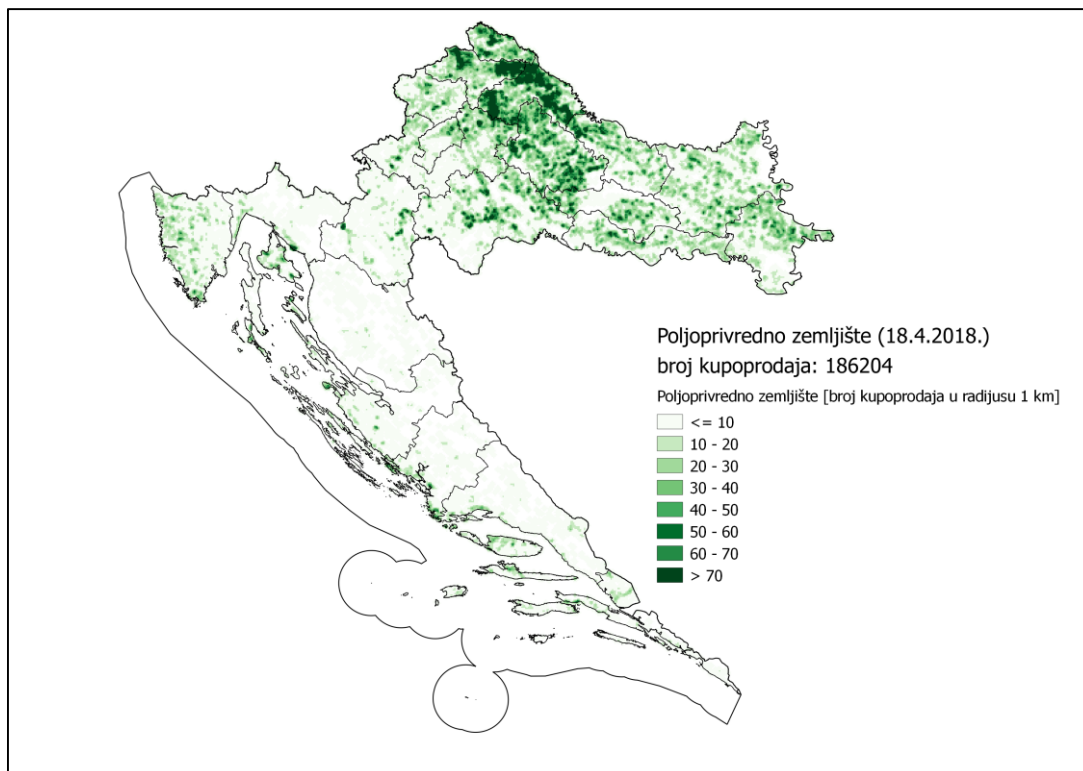 Poljoprivredno zemljište (18.4.2018.)
broj kupoprodaja: 186204
Poljoprivredno zemljište [broj kupoprodaja u radijusu 1 km]
<= 10
10 - 20
20 - 30
30 - 40
40 - 50
50 - 60
60 - 70
> 70